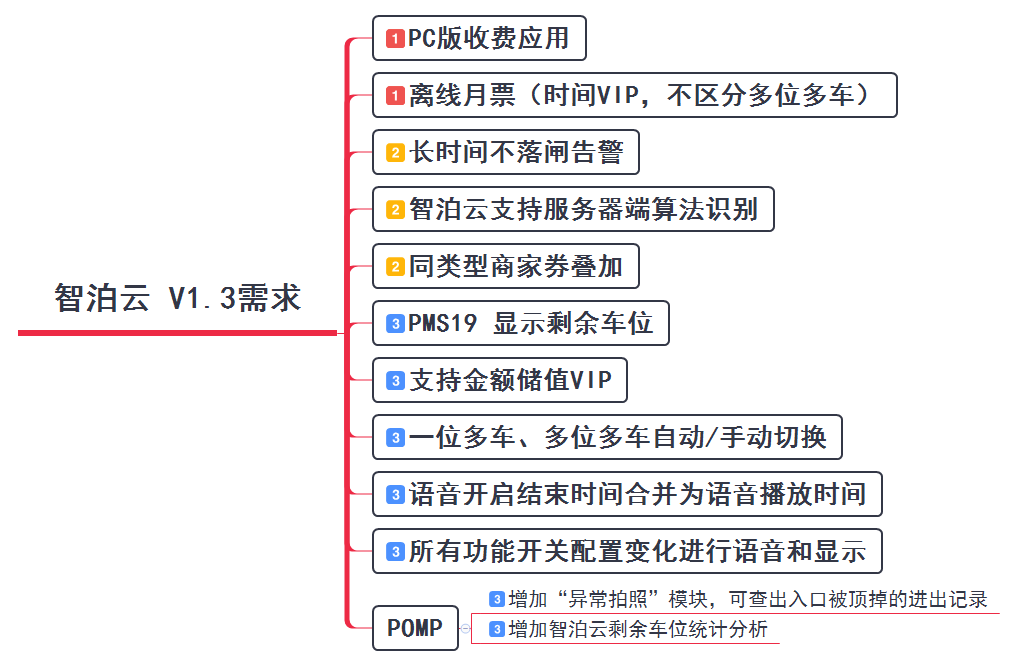 智泊云 V1.3需求
1 PC版收费应用
1 离线月票（时间VIP，不区分多位多车）
2 长时间不落闸告警
2 智泊云支持服务器端算法识别
2 同类型商家券叠加
3 PMS19 显示剩余车位
3 支持金额储值VIP
3 一位多车、多位多车自动/手动切换
3 语音开启结束时间合并为语音播放时间
3 所有功能开关配置变化进行语音和显示
POMP
3 增加“异常拍照”模块，可查出入口被顶掉的进出记录
3 增加智泊云剩余车位统计分析